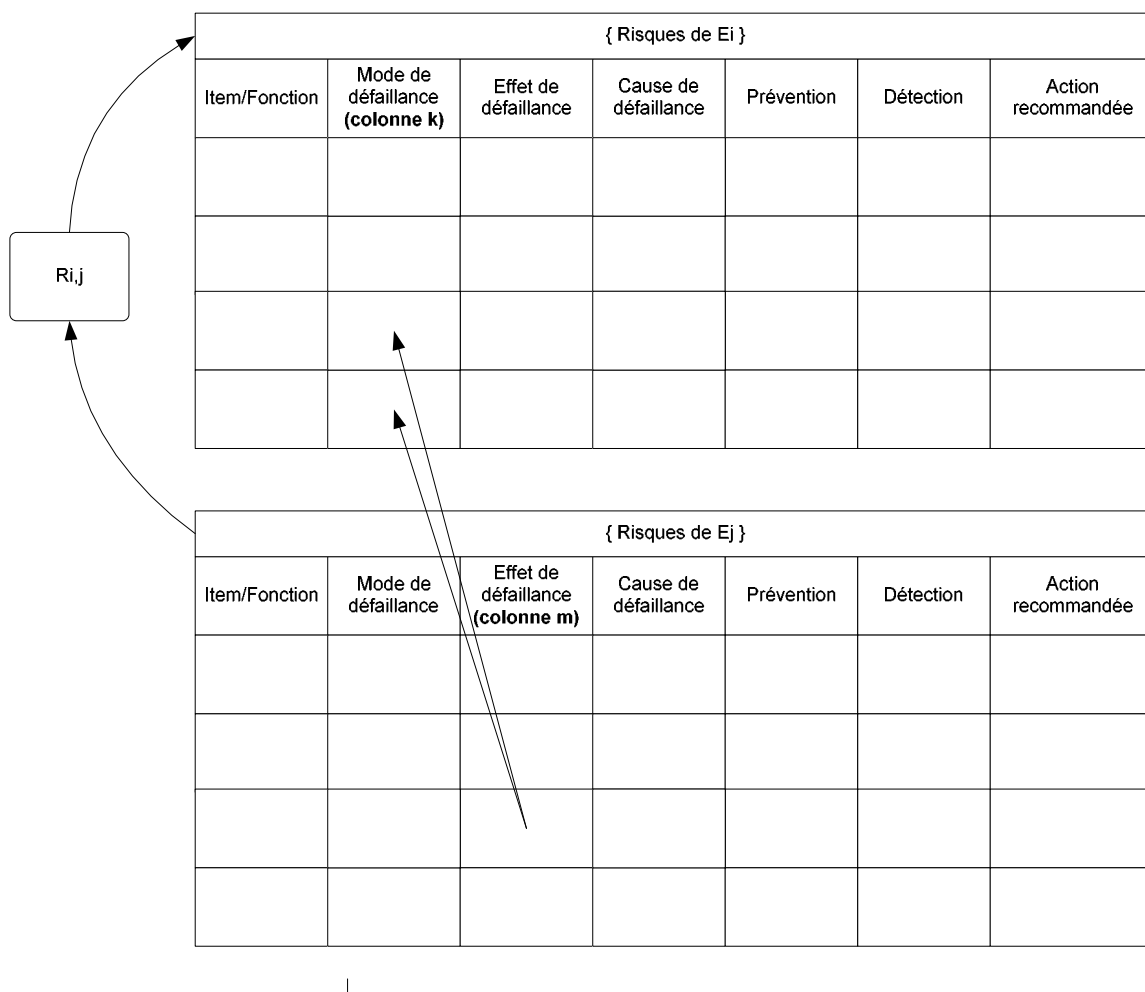 { Risques de Ei }
Item/Fonction
Mode de
défaillance
(colonne k)
Effet de
défaillance
Cause de
défaillance
Prévention
Détection
Action
recommandée
Ri,j
{ Risques de Ej }
Item/Fonction
Mode de
défaillance
Effet de
défaillance
(colonne m)
Cause de
défaillance
Prévention
Détection
Action
recommandée